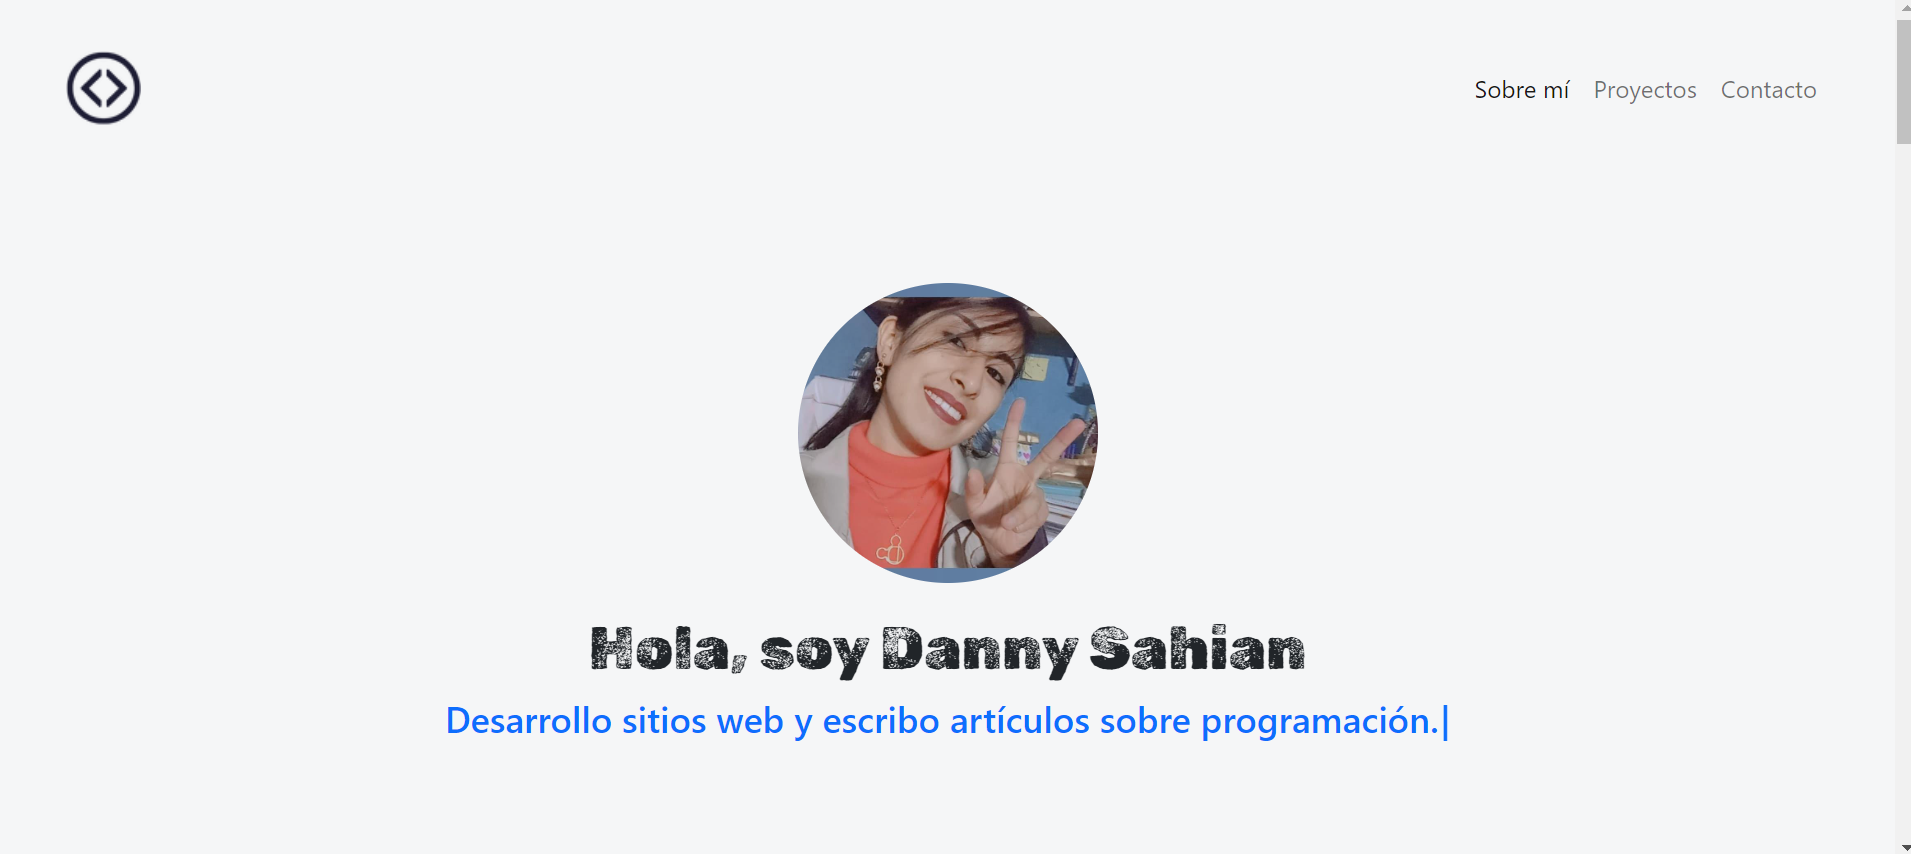 Sobre mí Proyectos Contacto
Hola, soy Danny Sahian
Desarrollo sitios web y escribo artículos sobre programación.|